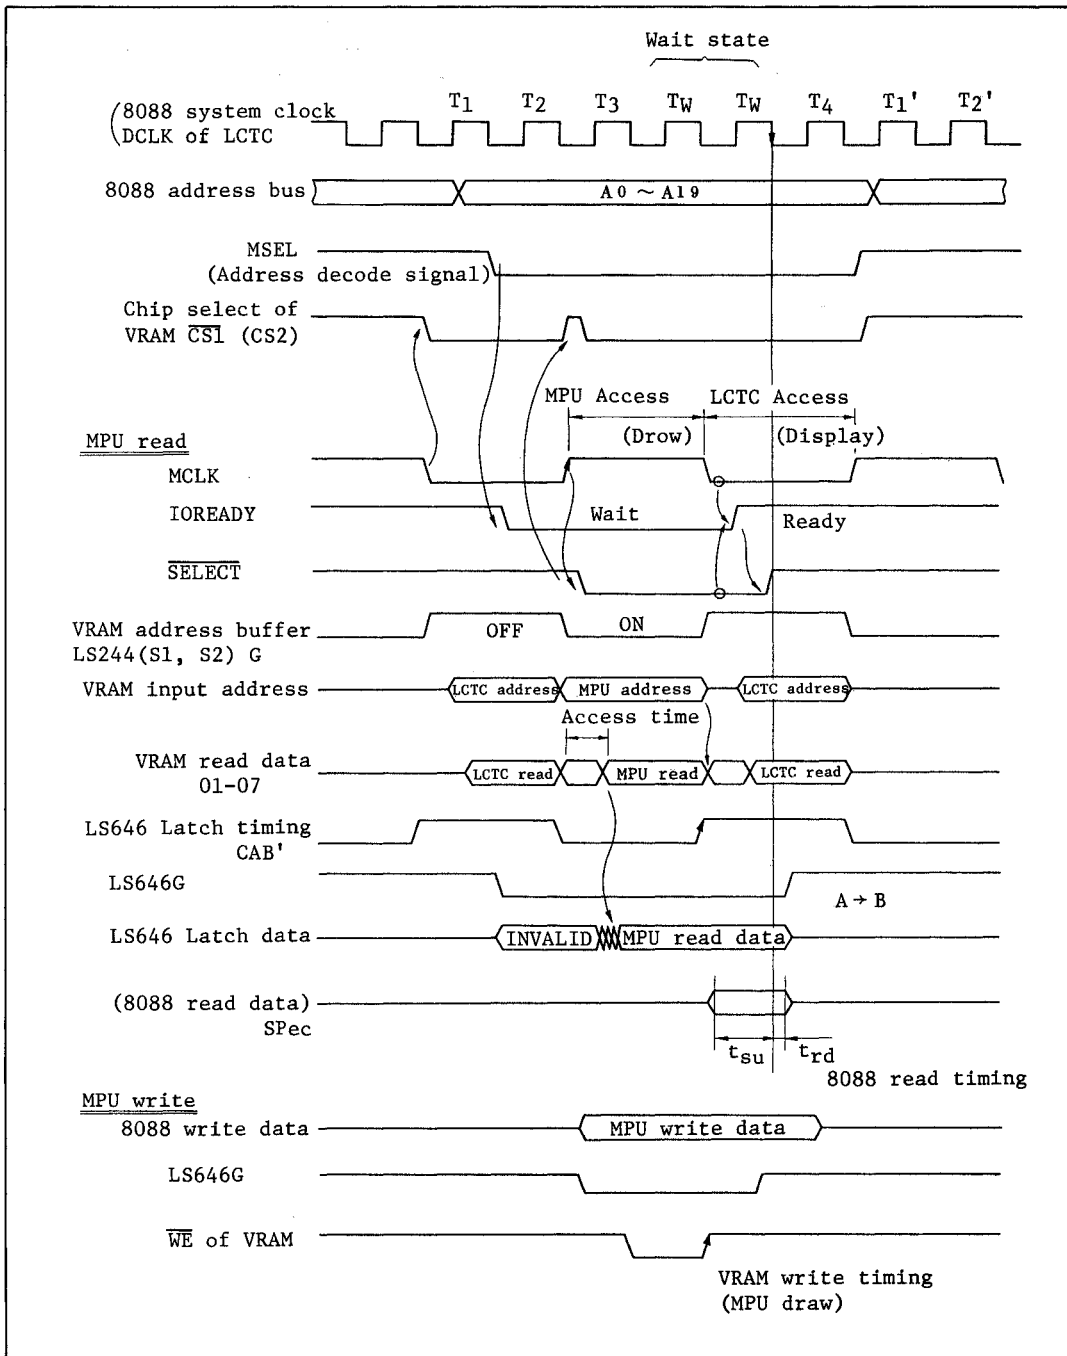 Wait state
T1 T2 T3 TW TW T4 T1' T2'
(8088 system clock
DCLK of LCTC
8088 address bus
A0 ~ A19
MSEL
(Address decode signal)
Chip select of
VRAM C̅S̅1̅ (CS2)
MPU Access LCTC Access
(Drow) (Display)
MPU read
MCLK
IOREADY
Wait
Ready
S̅E̅L̅E̅C̅T̅
VRAM address buffer
LS244(S1, S2) G
OFF
ON
VRAM input address
LCTC address
MPU address
LCTC address
Access time
VRAM read data
01-07
LCTC read
MPU read
LCTC read
LS646 Latch timing
CAB'
LS646G
A → B
LS646 Latch data
INVALID
MPU read data
(8088 read data)
SPec
tsu
trd
8088 read timing
MPU write
8088 write data
MPU write data
LS646G
W̅E̅ of VRAM
VRAM write timing
(MPU draw)